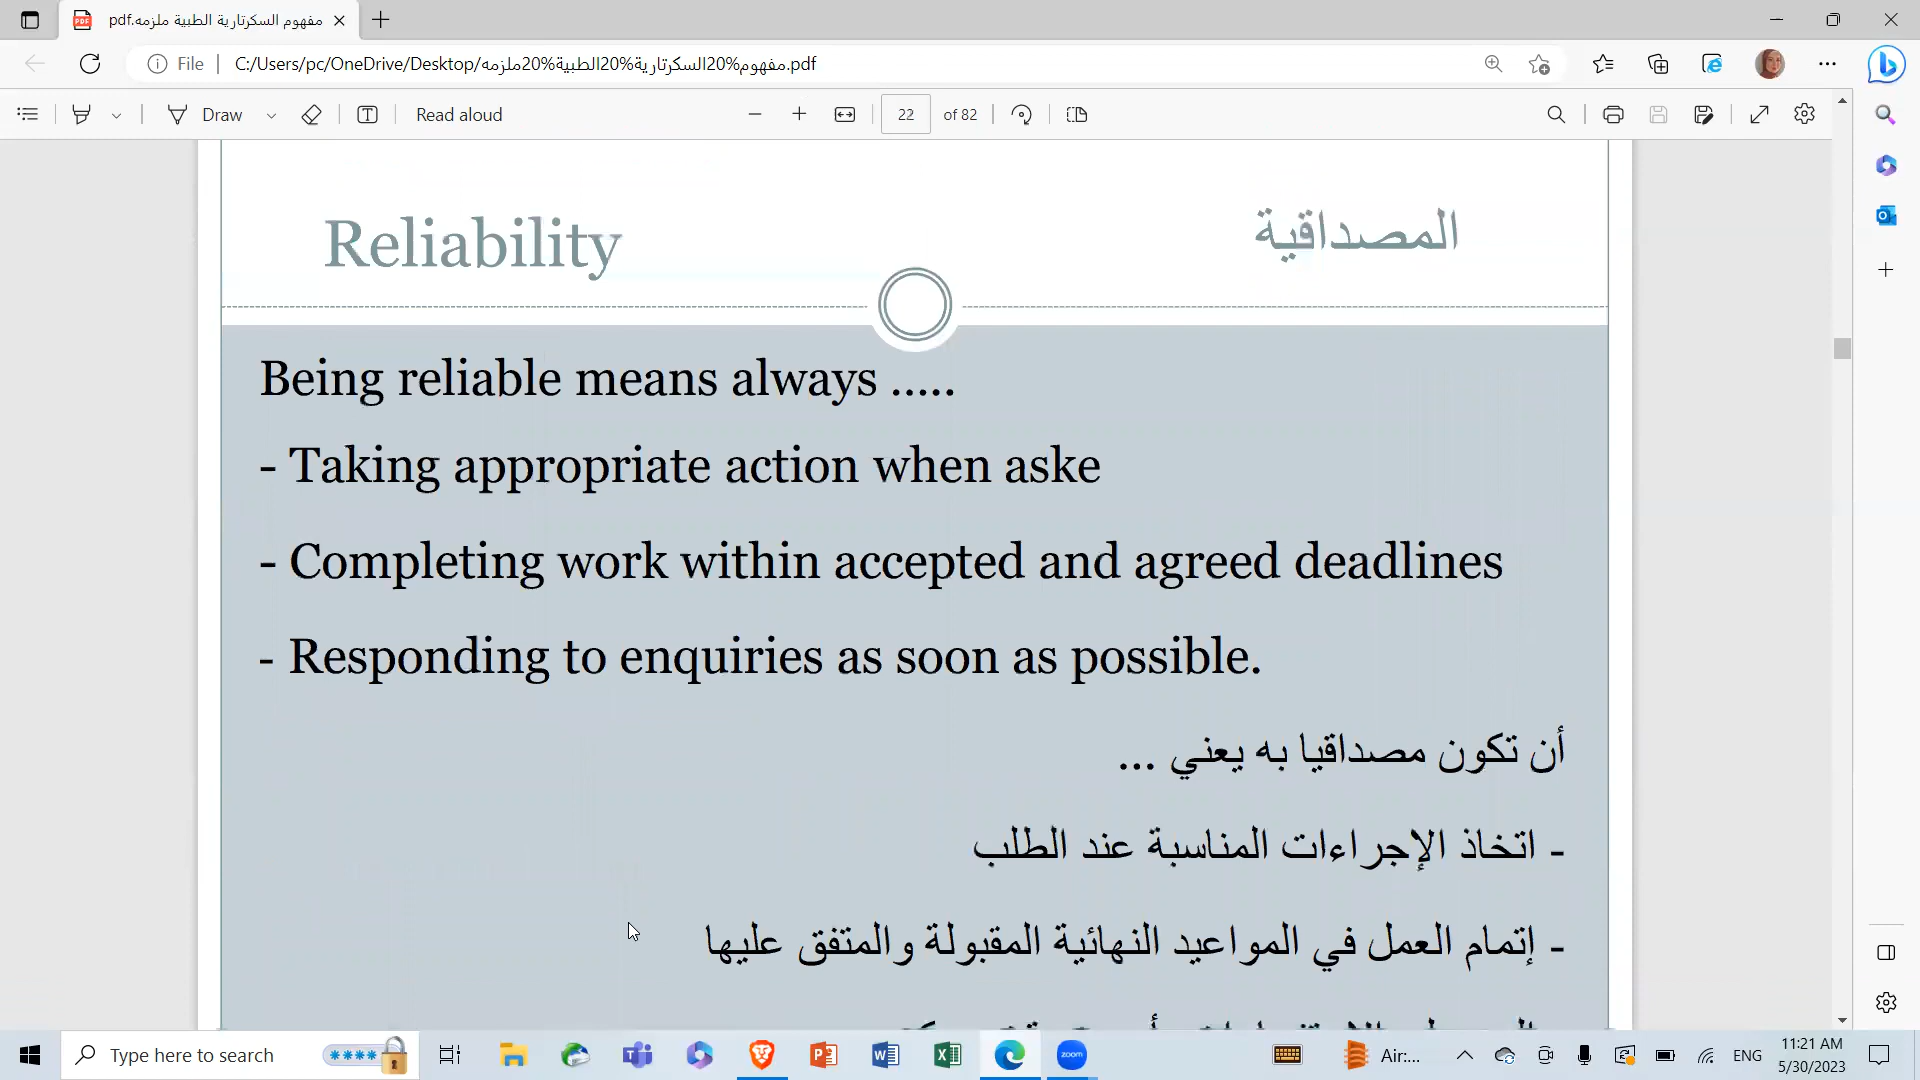 مفهوم السكرتارية الطبية ملزمه.pdf
File
C:/Users/pc/OneDrive/Desktop/مفهوم%20السكرتارية%20الطبية%20ملزمه.pdf
Draw
Read aloud
22
of 82
Reliability
المصداقية
Being reliable means always .....
- Taking appropriate action when aske
- Completing work within accepted and agreed deadlines
- Responding to enquiries as soon as possible.
أن تكون مصداقيا به يعني ...
- اتخاذ الإجراءات المناسبة عند الطلب
- إتمام العمل في المواعيد النهائية المقبولة والمتفق عليها
Type here to search
zoom
Air:...
ENG
11:21 AM
5/30/2023